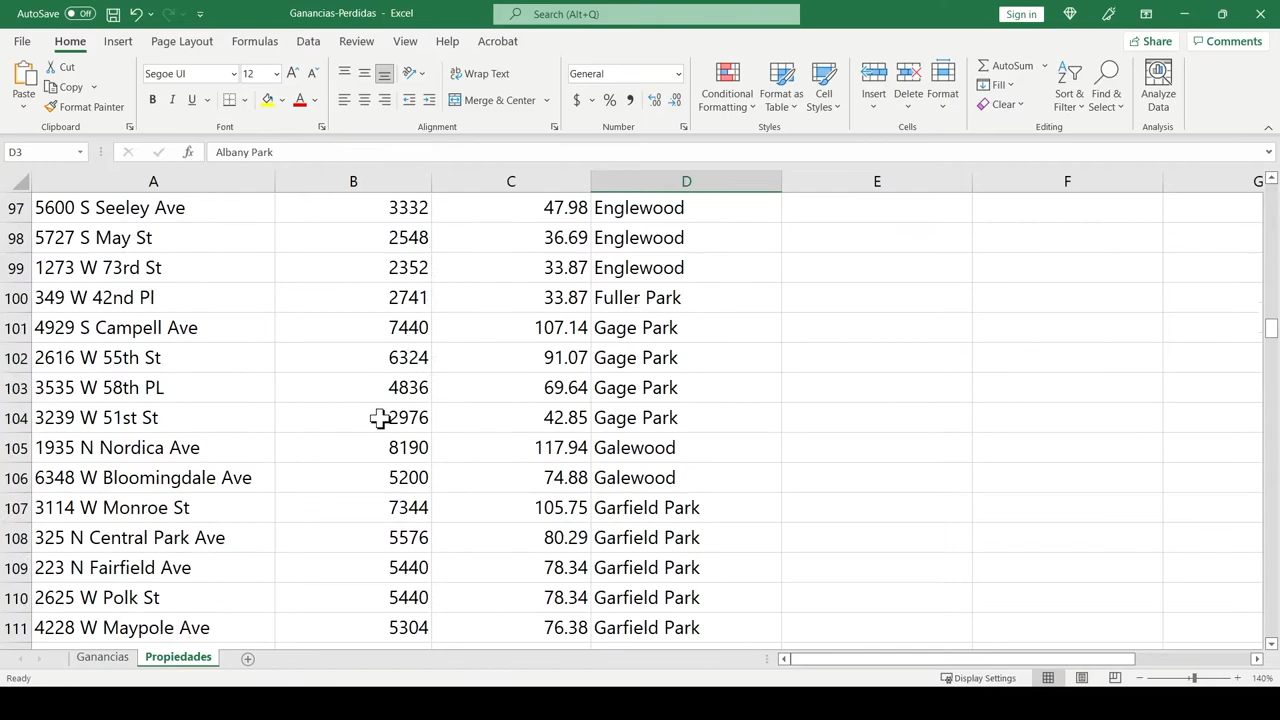 AutoSave Off Ganancias-Perdidas - Excel Search (Alt+Q) Sign in
File Home Insert Page Layout Formulas Data Review View Help Acrobat Share Comments
Paste Cut Copy Format Painter Clipboard
Segoe UI 12 B I U Font
Wrap Text Merge & Center Alignment
General $ % Number
Conditional Formatting Format as Table Cell Styles Styles
Insert Delete Format Cells
AutoSum Fill Clear Sort & Filter Find & Select Editing
Analyze Data Analysis
D3 fx Albany Park
A B C D E F G
97 5600 S Seeley Ave 3332 47.98 Englewood
98 5727 S May St 2548 36.69 Englewood
99 1273 W 73rd St 2352 33.87 Englewood
100 349 W 42nd Pl 2741 33.87 Fuller Park
101 4929 S Campell Ave 7440 107.14 Gage Park
102 2616 W 55th St 6324 91.07 Gage Park
103 3535 W 58th PL 4836 69.64 Gage Park
104 3239 W 51st St 2976 42.85 Gage Park
105 1935 N Nordica Ave 8190 117.94 Galewood
106 6348 W Bloomingdale Ave 5200 74.88 Galewood
107 3114 W Monroe St 7344 105.75 Garfield Park
108 325 N Central Park Ave 5576 80.29 Garfield Park
109 223 N Fairfield Ave 5440 78.34 Garfield Park
110 2625 W Polk St 5440 78.34 Garfield Park
111 4228 W Maypole Ave 5304 76.38 Garfield Park
Ganancias Propiedades
Ready Display Settings 140%